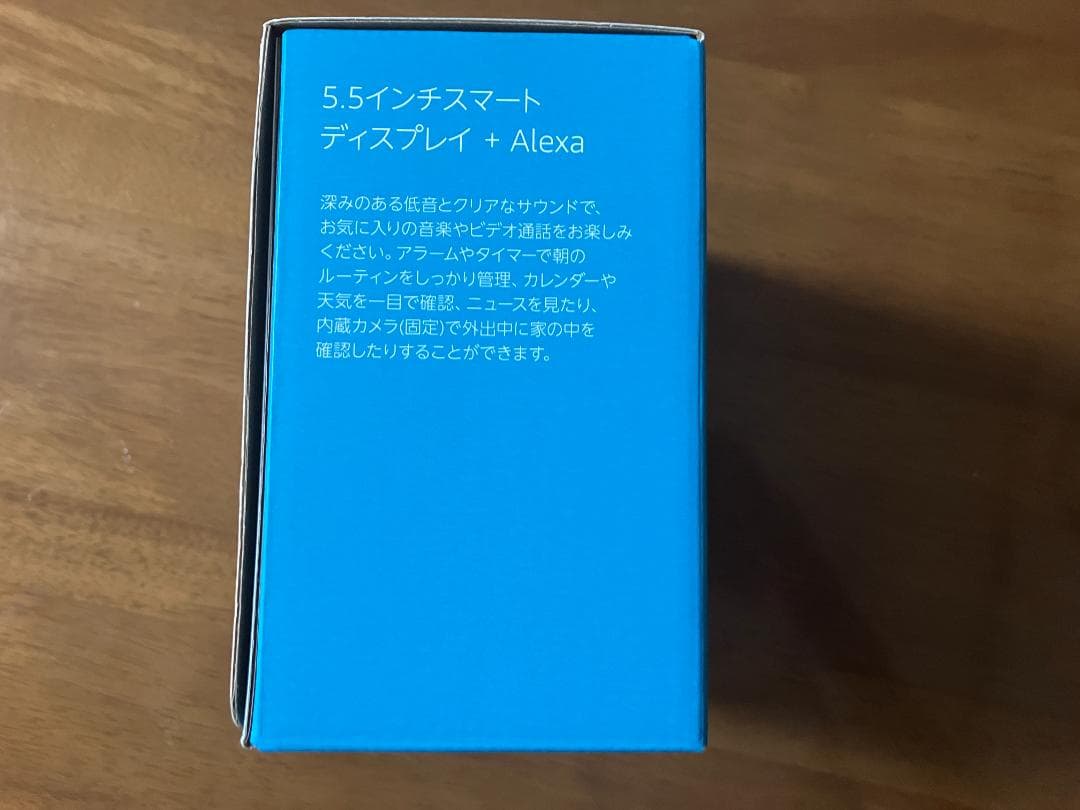 5.5インチスマート
ディスプレイ + Alexa
深みのある低音とクリアなサウンドで、
お気に入りの音楽やビデオ通話をお楽しみ
ください。アラームやタイマーで朝の
ルーティンをしっかり管理、カレンダーや
天気を一目で確認、ニュースを見たり、
内蔵カメラ(固定)で外出中に家の中を
確認したりすることができます。